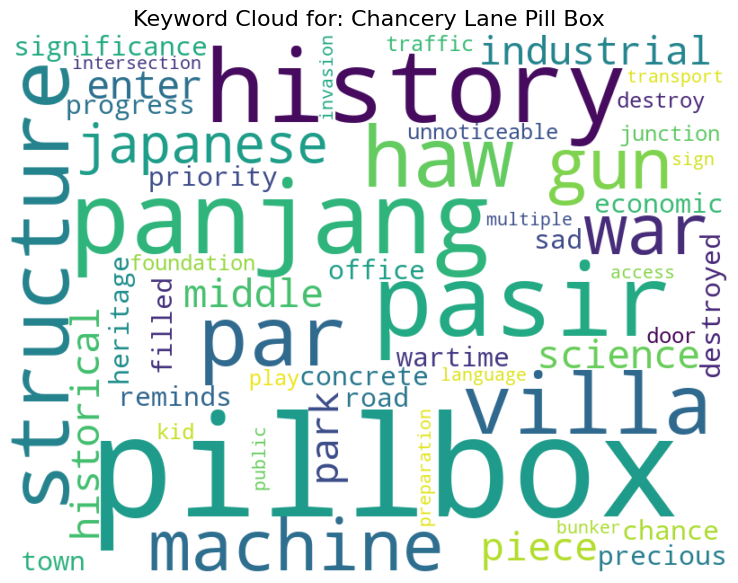 Keyword Cloud for: Chancery Lane Pill Box
significance
traffic
industrial
intersection
history
invasion
enter
transport
progress
destroy
structure
japanese
unnoticeable
junction
haw
gun
sign
priority
economic
panjang
multiple
war
sad
foundation
office
access
heritage
filled
middle
pasir
destroyed
par
door
wartime
science
play
concrete
language
reminds
park
road
villa
historical
kid
pillbox
public
preparation
machine
bunker
chance
piece
precious
town